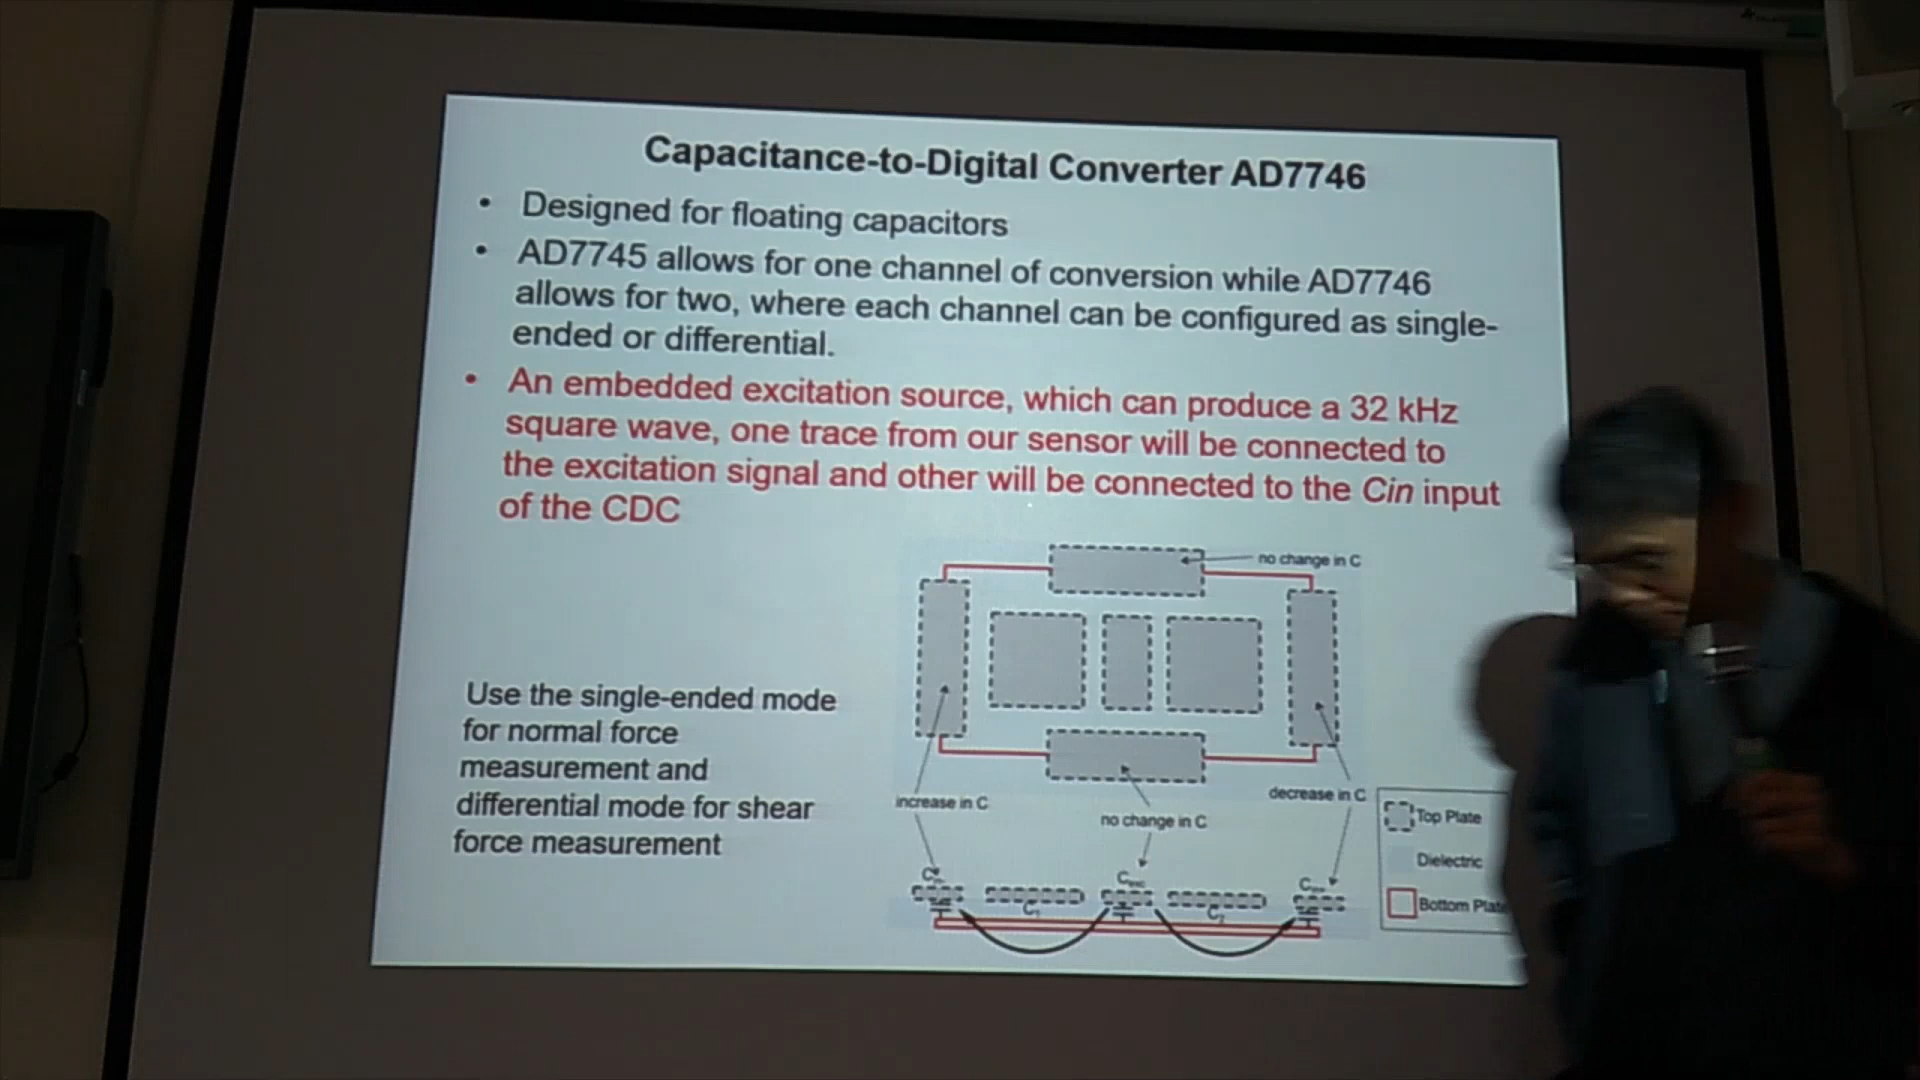 Capacitance-to-Digital Converter AD7746
• Designed for floating capacitors
• AD7745 allows for one channel of conversion while AD7746
allows for two, where each channel can be configured as single-
ended or differential.
• An embedded excitation source, which can produce a 32 kHz
square wave, one trace from our sensor will be connected to
the excitation signal and other will be connected to the Cin input
of the CDC
no change in C
Use the single-ended mode
for normal force
measurement and
differential mode for shear
force measurement
increase in C
no change in C
decrease in C
Top Plate
Dielectric
Bottom Plate
C₁
C₂